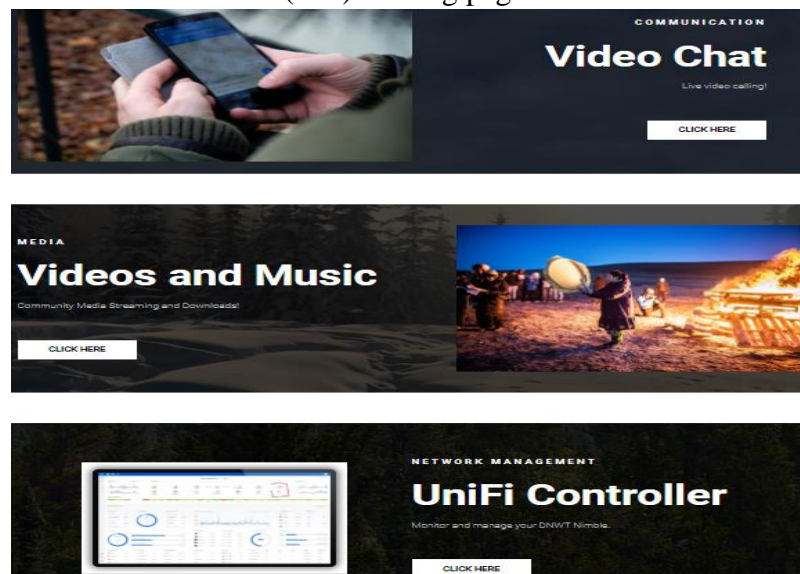 COMMUNICATION
Video Chat
Live video calling!
CLICK HERE
MEDIA
Videos and Music
Community Media Streaming and Downloads!
CLICK HERE
NETWORK MANAGEMENT
UniFi Controller
Monitor and manage your DNWT Nimble.
CLICK HERE